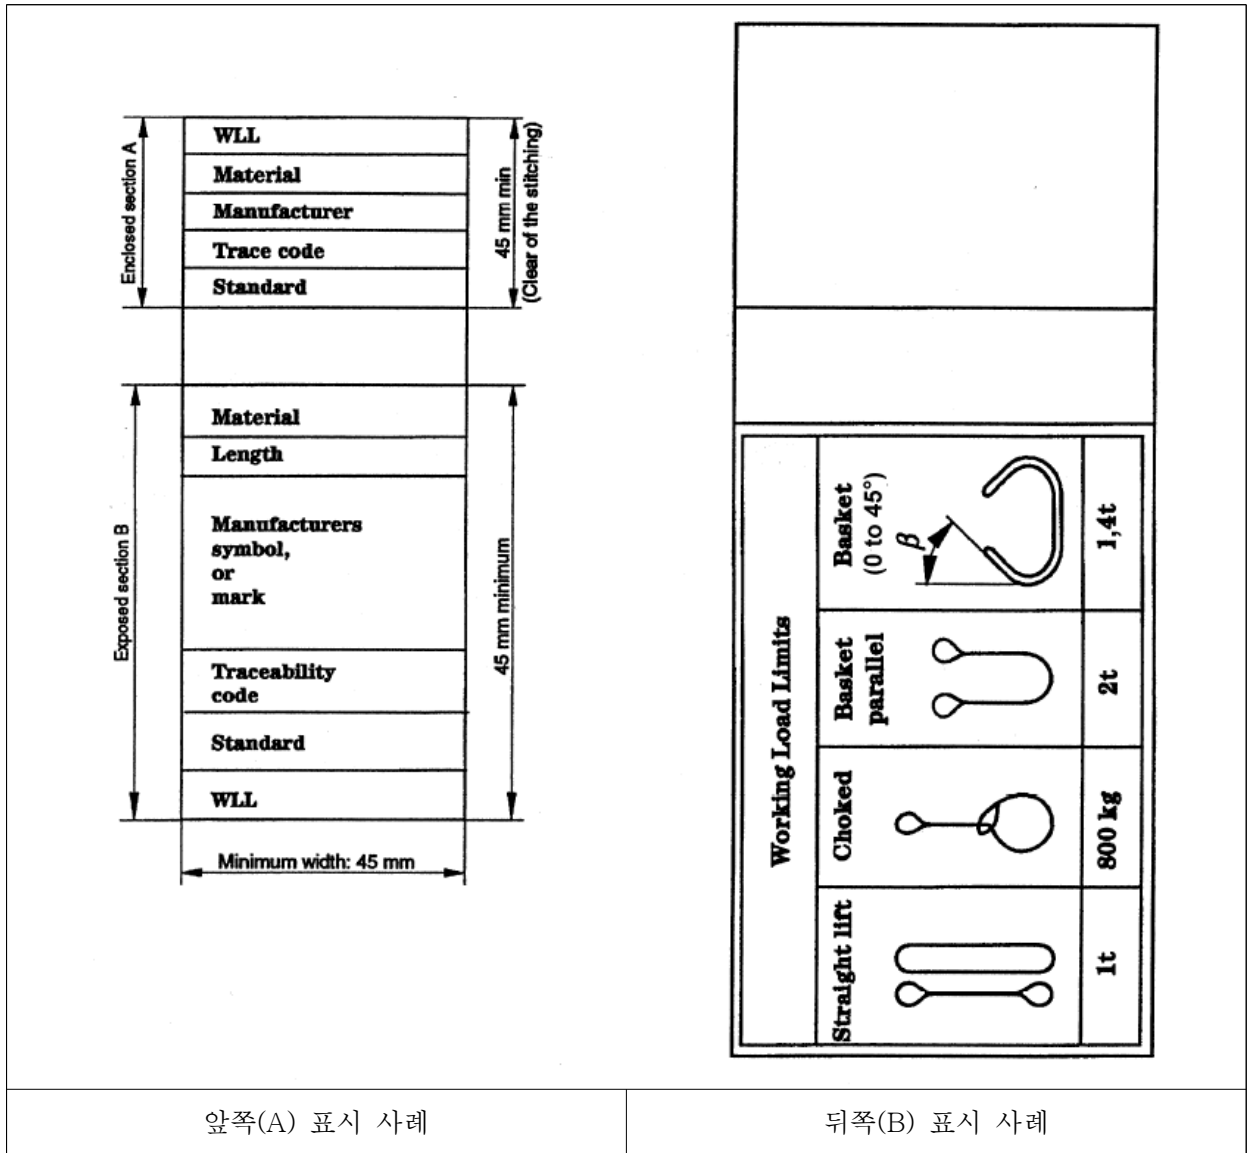 Enclosed section A
WLL
Material
Manufacturer
Trace code
Standard
45 mm min
(Clear of the stitching)
Exposed section B
Material
Length
Manufacturers
symbol,
or
mark
Traceability
code
Standard
WLL
45 mm minimum
Minimum width: 45 mm
Working Load Limits
Straight lift
1t
Choked
800 kg
Basket
parallel
2t
Basket
(0 to 45°)
β
1,4t
앞쪽(A) 표시 사례
뒤쪽(B) 표시 사례